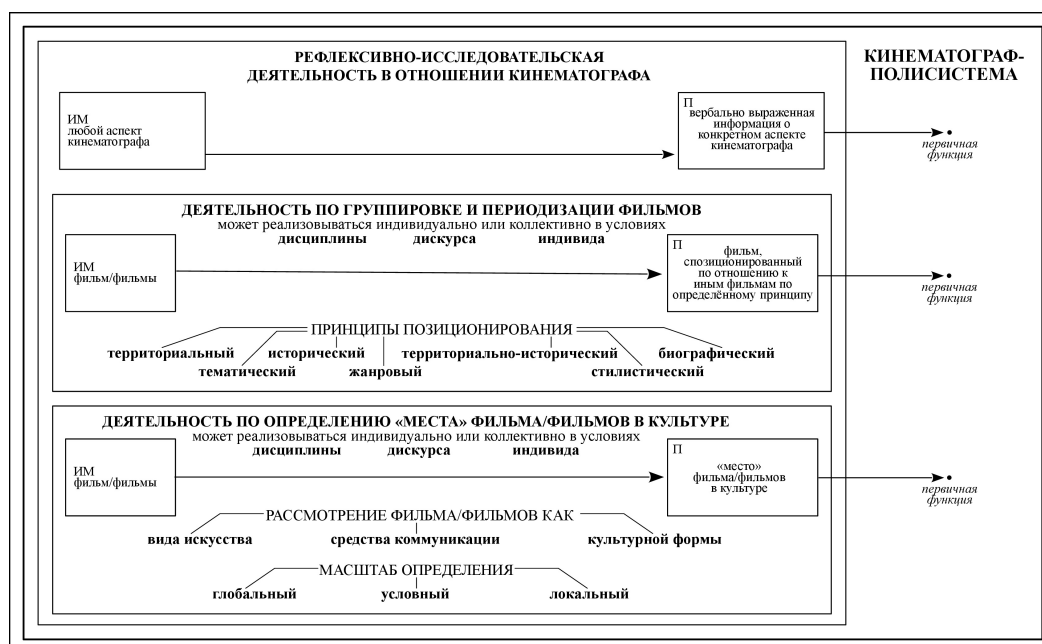 РЕФЛЕКСИВНО-ИССЛЕДОВАТЕЛЬСКАЯ
ДЕЯТЕЛЬНОСТЬ В ОТНОШЕНИИ КИНЕМАТОГРАФА
КИНЕМАТОГРАФ-
ПОЛИСИСТЕМА
ИМ
любой аспект
кинематографа
П
вербально выраженная
информация о
конкретном аспекте
кинематографа
первичная
функция
ДЕЯТЕЛЬНОСТЬ ПО ГРУППИРОВКЕ И ПЕРИОДИЗАЦИИ ФИЛЬМОВ
может реализовываться индивидуально или коллективно в условиях
дисциплины дискурса индивида
ИМ
фильм/фильмы
П
фильм,
спозиционированный
по отношению к
иным фильмам по
определённому принципу
первичная
функция
ПРИНЦИПЫ ПОЗИЦИОНИРОВАНИЯ
территориальный исторический территориально-исторический биографический
тематический жанровый стилистический
ДЕЯТЕЛЬНОСТЬ ПО ОПРЕДЕЛЕНИЮ «МЕСТА» ФИЛЬМА/ФИЛЬМОВ В КУЛЬТУРЕ
может реализовываться индивидуально или коллективно в условиях
дисциплины дискурса индивида
ИМ
фильм/фильмы
П
«место»
фильма/фильмов
в культуре
первичная
функция
РАССМОТРЕНИЕ ФИЛЬМА/ФИЛЬМОВ КАК
вида искусства средства коммуникации культурной формы
МАСШТАБ ОПРЕДЕЛЕНИЯ
глобальный условный локальный